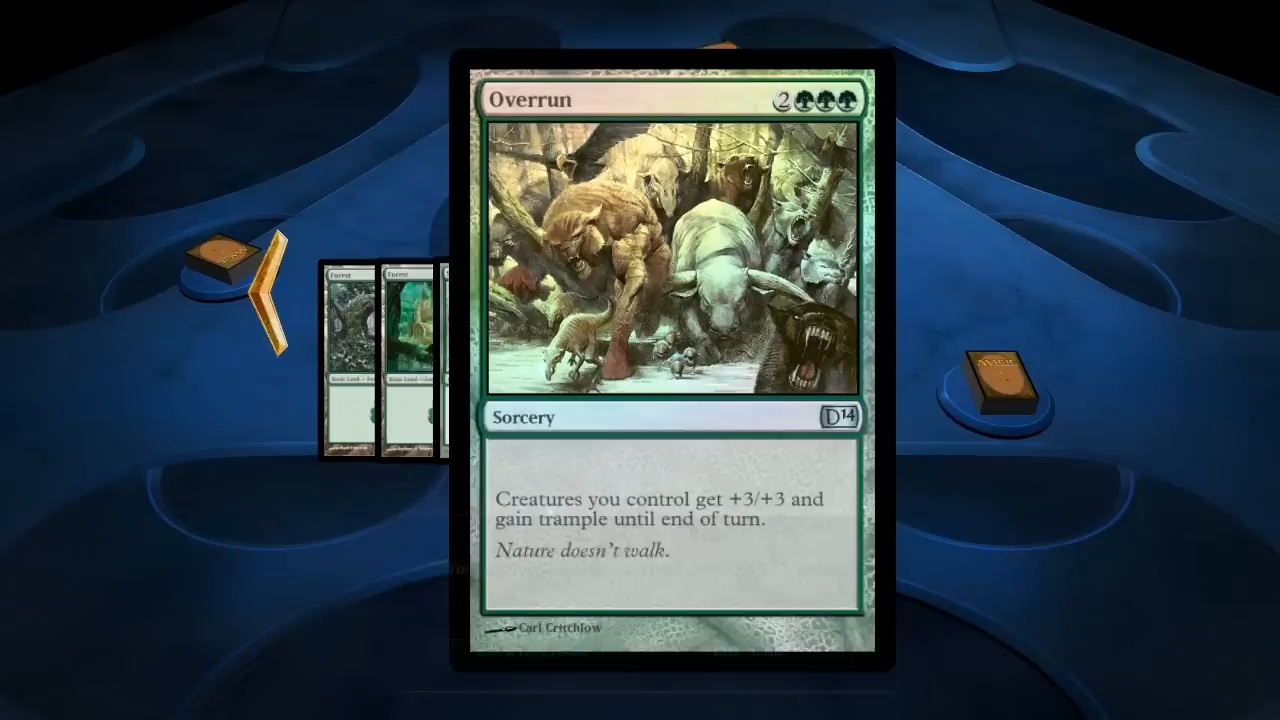 Overrun 2
Forest
Forest
MAGIC
Sorcery D14
Creatures you control get +3/+3 and
gain trample until end of turn.
Nature doesn't walk.
Carl Critchlow